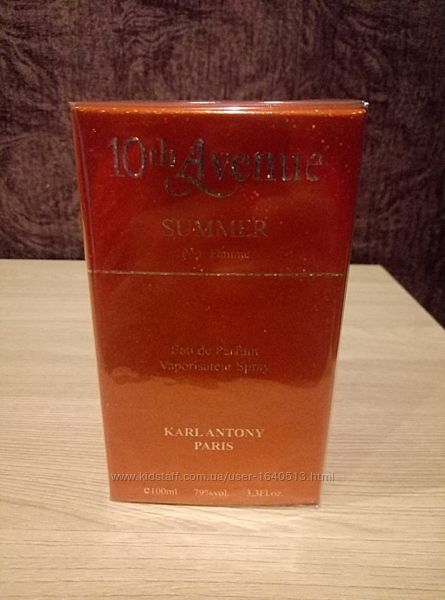 10th Avenue
SUMMER
Pour Femme
Eau de Parfum
Vaporisateur Spray
KARL ANTONY
PARIS
www.kidstaff.com.ua/user-1640513.html
℮100ml 79%vol. 3,3Fl.oz.